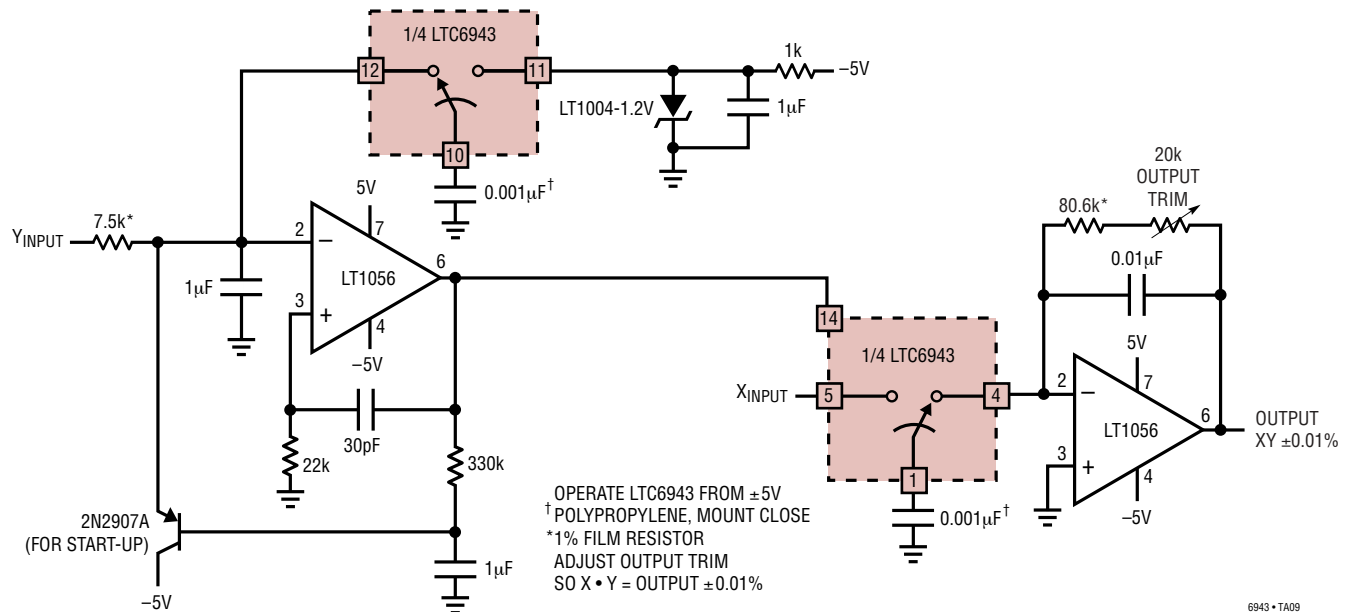 1/4 LTC6943
12
11
10
1k
–5V
LT1004-1.2V
1µF
0.001µF†
5V
7.5k*
YINPUT
2
–
7
6
LT1056
1µF
3
+
4
–5V
30pF
22k
330k
2N2907A
(FOR START-UP)
–5V
1µF
OPERATE LTC6943 FROM ±5V
†POLYPROPYLENE, MOUNT CLOSE
*1% FILM RESISTOR
ADJUST OUTPUT TRIM
SO X • Y = OUTPUT ±0.01%
14
1/4 LTC6943
XINPUT
5
4
1
0.001µF†
20k
OUTPUT
TRIM
80.6k*
0.01µF
5V
2
–
7
6
LT1056
3
+
4
–5V
OUTPUT
XY ±0.01%
6943 • TA09